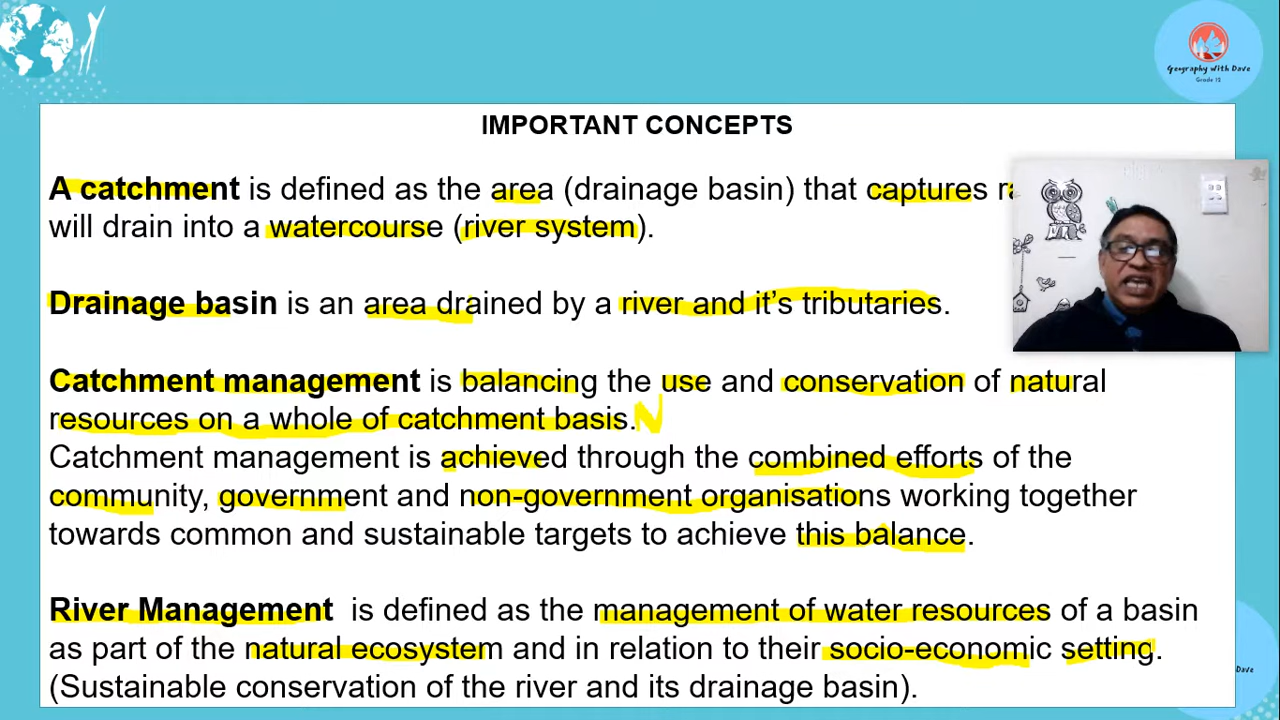 Geography With Dave
Grade 12
IMPORTANT CONCEPTS
A catchment is defined as the area (drainage basin) that captures
will drain into a watercourse (river system).
Drainage basin is an area drained by a river and it's tributaries.
Catchment management is balancing the use and conservation of natural
resources on a whole of catchment basis. N
Catchment management is achieved through the combined efforts of the
community, government and non-government organisations working together
towards common and sustainable targets to achieve this balance.
River Management is defined as the management of water resources of a basin
as part of the natural ecosystem and in relation to their socio-economic setting.
(Sustainable conservation of the river and its drainage basin).